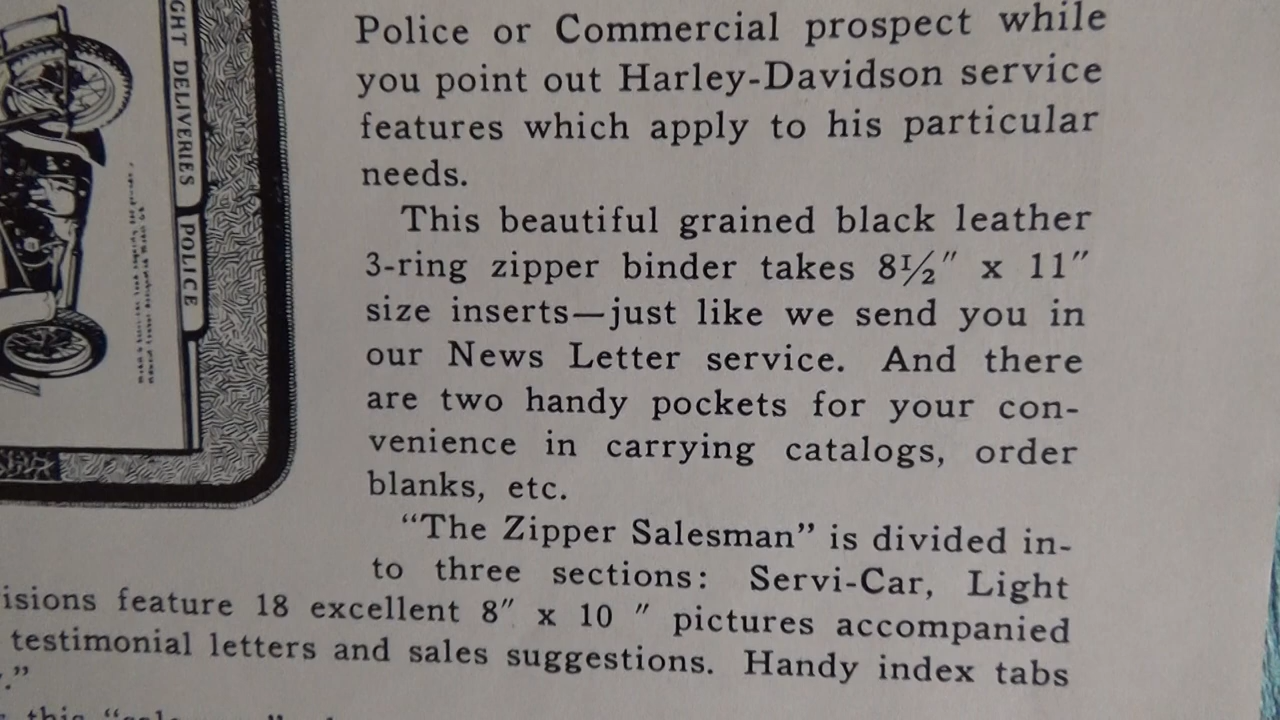 GHT DELIVERIES
POLICE
Police or Commercial prospect while
you point out Harley-Davidson service
features which apply to his particular
needs.
This beautiful grained black leather
3-ring zipper binder takes 8½″ x 11″
size inserts—just like we send you in
our News Letter service. And there
are two handy pockets for your con-
venience in carrying catalogs, order
blanks, etc.
“The Zipper Salesman” is divided in-
to three sections: Servi-Car, Light
isions feature 18 excellent 8″ x 10 ″ pictures accompanied
testimonial letters and sales suggestions. Handy index tabs
.”
this